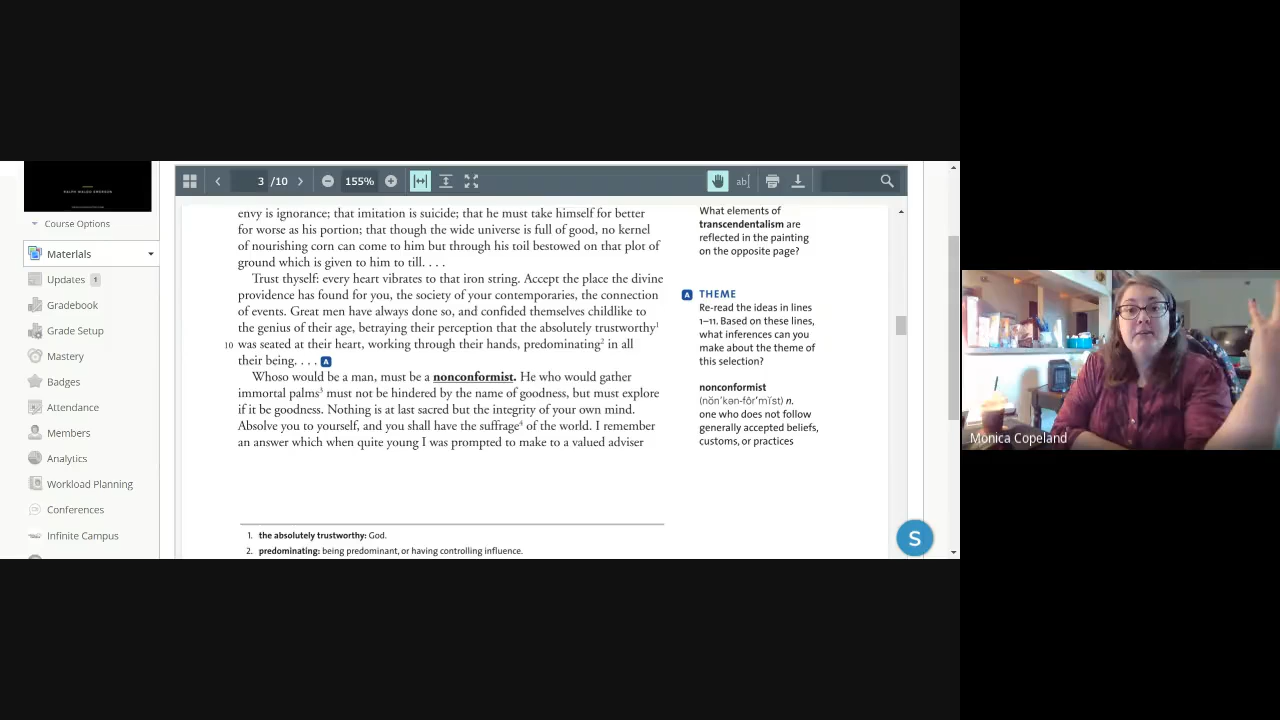 RALPH WALDO EMERSON
Course Options
Materials
Updates 1
Gradebook
Grade Setup
Mastery
Badges
Attendance
Members
Analytics
Workload Planning
Conferences
Infinite Campus
3 /10
155%
ab
envy is ignorance; that imitation is suicide; that he must take himself for better
for worse as his portion; that though the wide universe is full of good, no kernel
of nourishing corn can come to him but through his toil bestowed on that plot of
ground which is given to him to till. . . .
Trust thyself: every heart vibrates to that iron string. Accept the place the divine
providence has found for you, the society of your contemporaries, the connection
of events. Great men have always done so, and confided themselves childlike to
the genius of their age, betraying their perception that the absolutely trustworthy1
10 was seated at their heart, working through their hands, predominating2 in all
their being. . . . A
Whoso would be a man, must be a nonconformist. He who would gather
immortal palms3 must not be hindered by the name of goodness, but must explore
if it be goodness. Nothing is at last sacred but the integrity of your own mind.
Absolve you to yourself, and you shall have the suffrage4 of the world. I remember
an answer which when quite young I was prompted to make to a valued adviser
1. the absolutely trustworthy: God.
2. predominating: being predominant, or having controlling influence.
What elements of
transcendentalism are
reflected in the painting
on the opposite page?
A THEME
Re-read the ideas in lines
1–11. Based on these lines,
what inferences can you
make about the theme of
this selection?
nonconformist
(nŏn′kən-fôr′mĭst) n.
one who does not follow
generally accepted beliefs,
customs, or practices
S
Monica Copeland